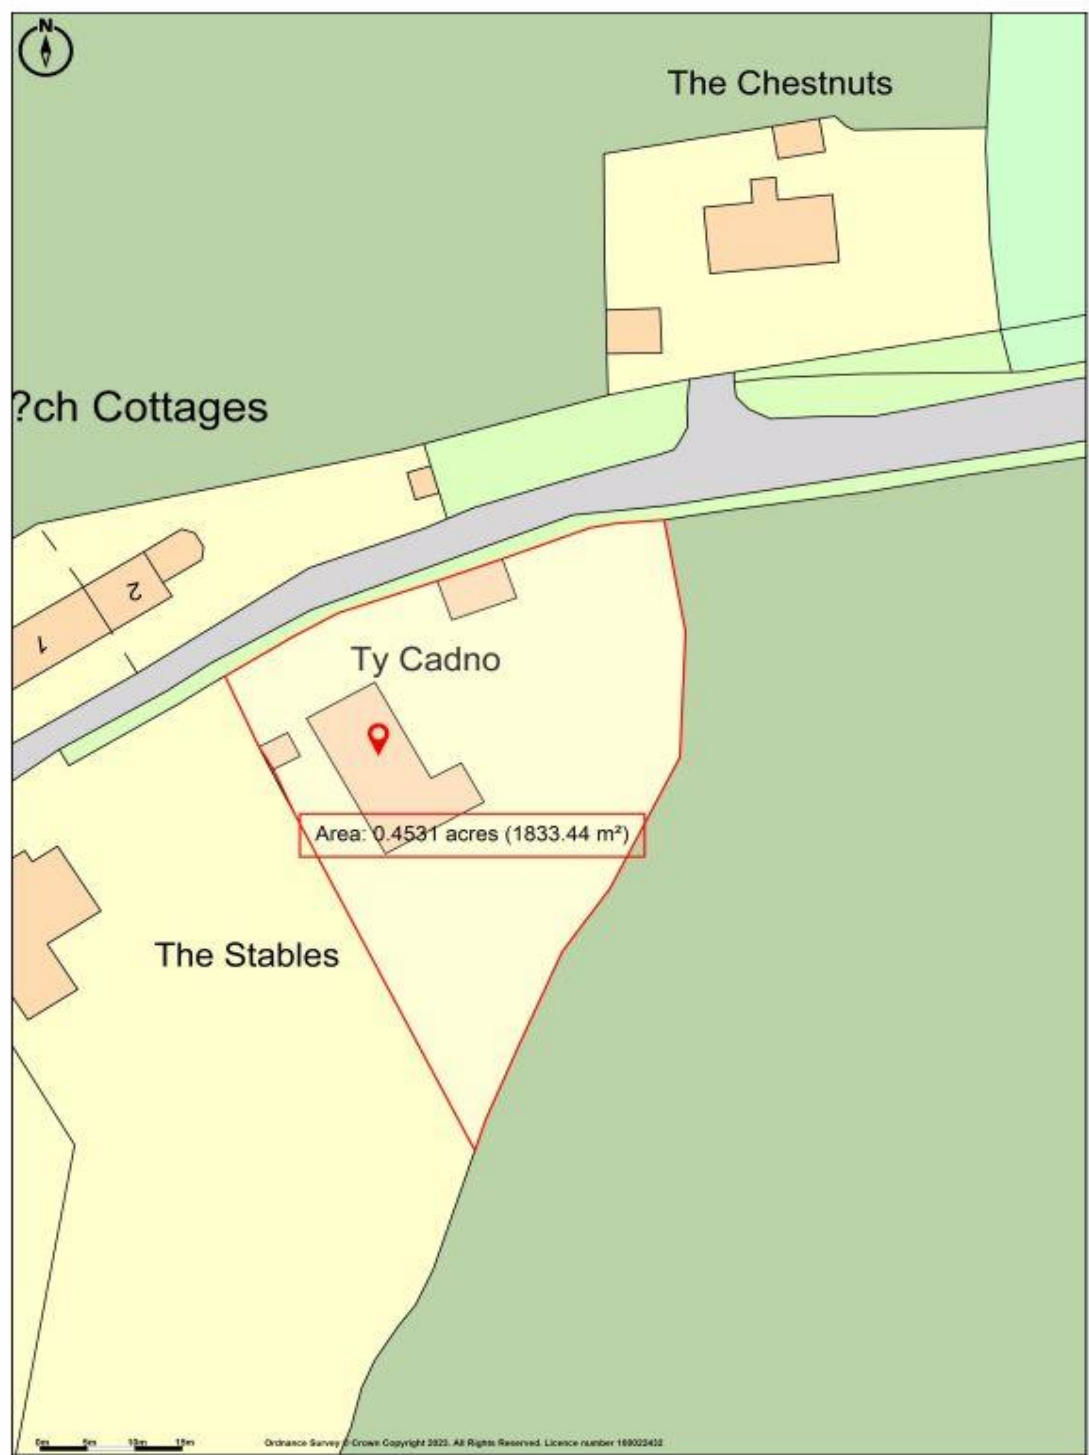 N
The Chestnuts
?ch Cottages
2
1
Ty Cadno
Area: 0.4531 acres (1833.44 m²)
The Stables
0m 5m 10m 15m
Ordnance Survey © Crown Copyright 2023. All Rights Reserved. Licence number 100022432